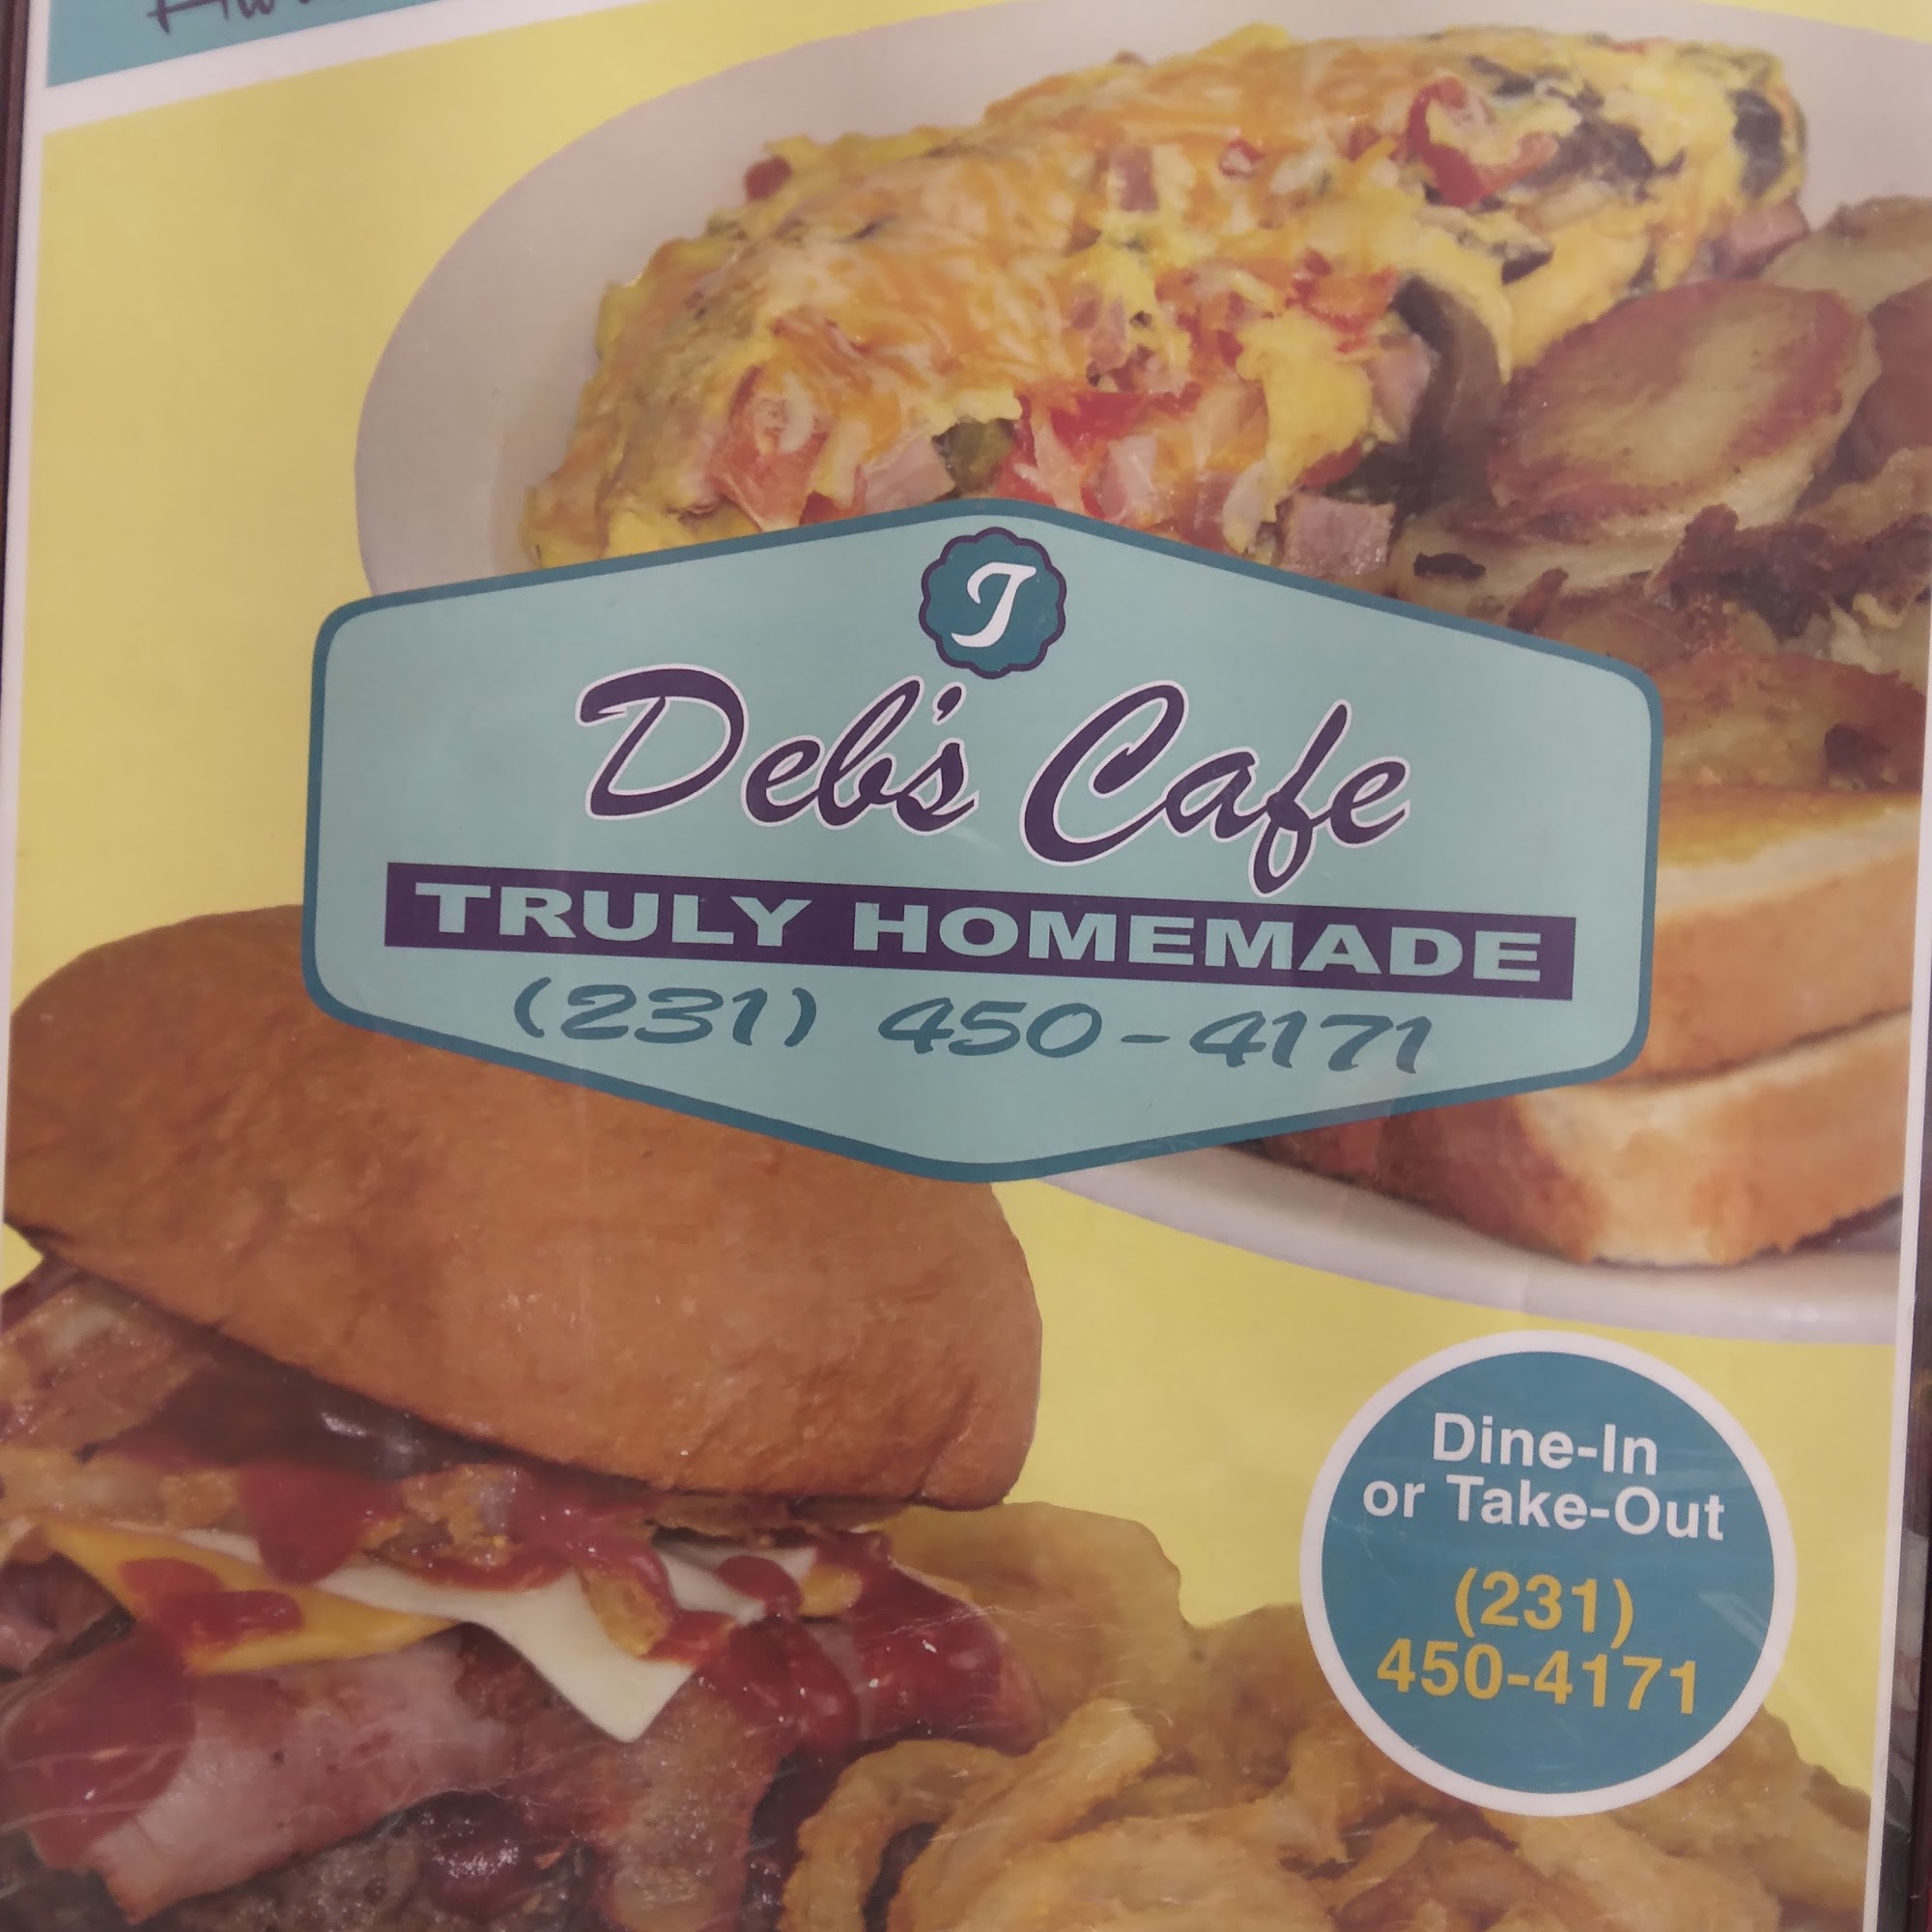 J
Deb's Cafe
TRULY HOMEMADE
(231) 450-4171
Dine-In
or Take-Out
(231)
450-4171